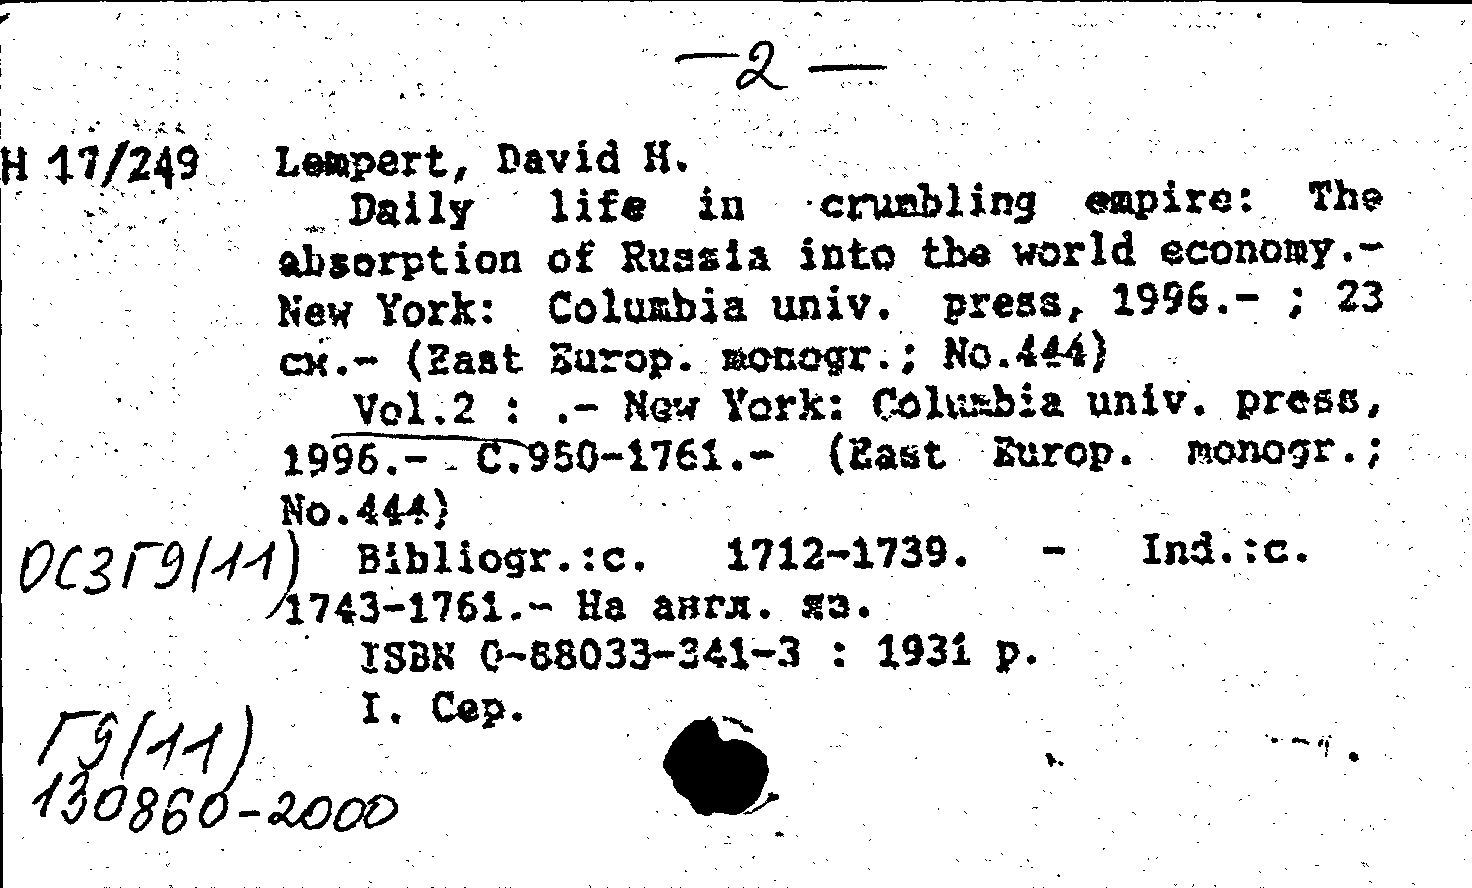 — 2 —
Н 17/249 Lempert, David H.
Daily life in crumbling empire: The
absorption of Russia into the world economy.-
New York: Columbia univ. press, 1996.- ; 23
см.- (East Europ. monogr.; No.444)
Vol.2 : .- New York: Columbia univ. press,
1996.- С.950-1761.- (East Europ. monogr.;
No.444)
ОСЗ Г9(11) Bibliogr.:с. 1712-1739. - Ind.:с.
1743-1761.- На англ. яз.
ISBN 0-88033-341-3 : 1931 р.
I. Сер.
Г9(11)
130860-2000